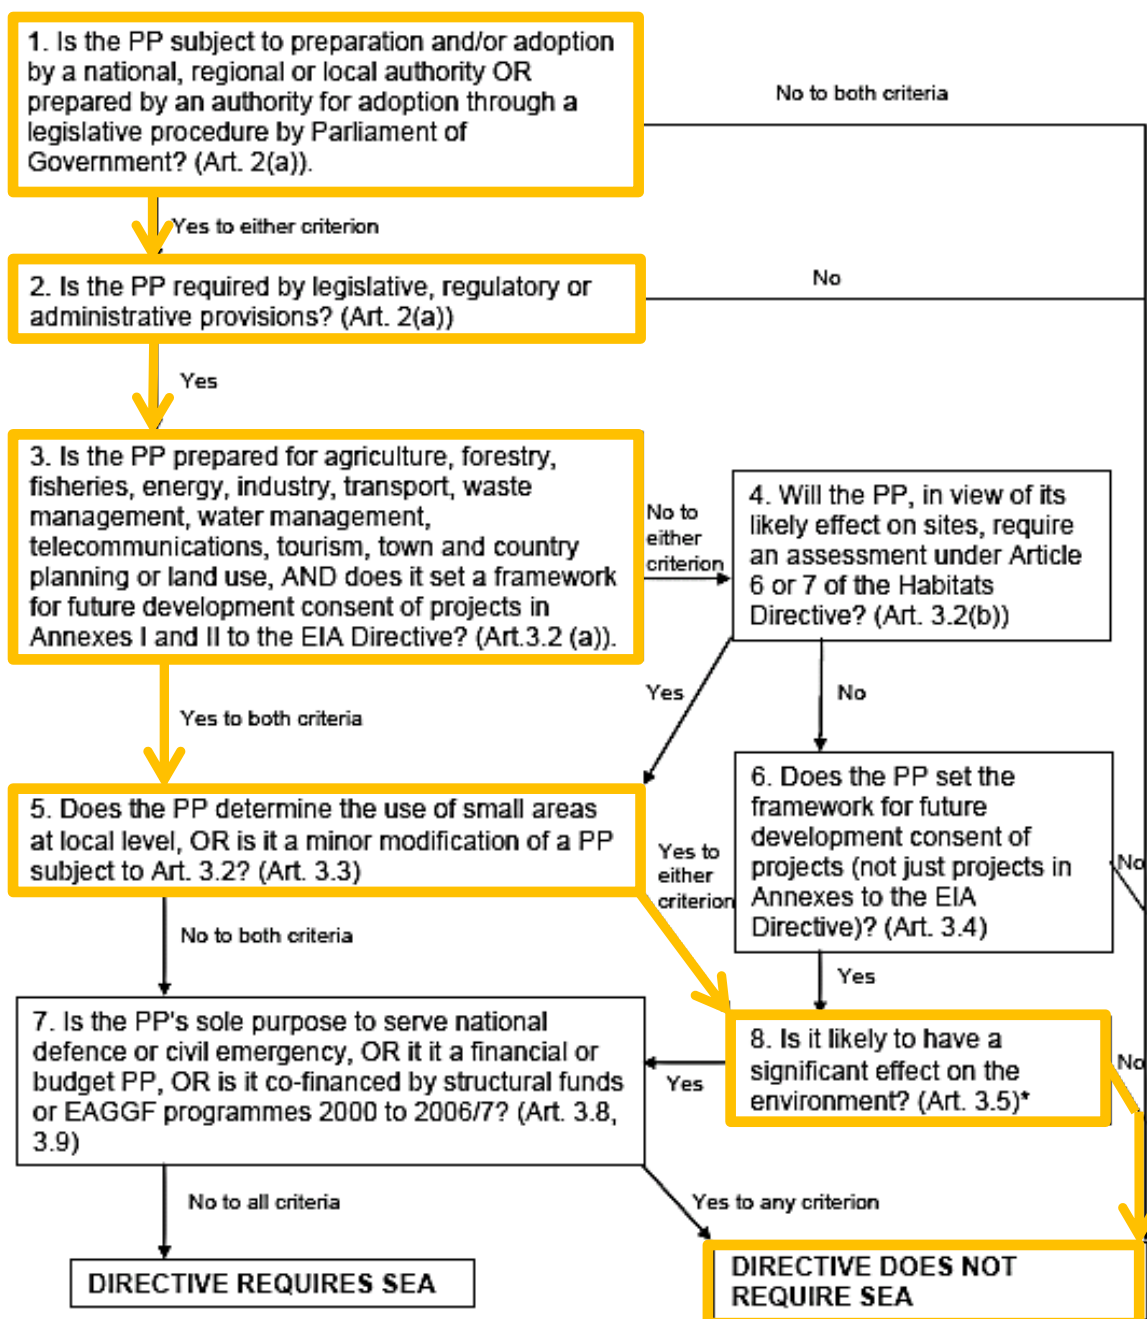 1. Is the PP subject to preparation and/or adoption
by a national, regional or local authority OR
prepared by an authority for adoption through a
legislative procedure by Parliament of
Government? (Art. 2(a)).
No to both criteria
Yes to either criterion
2. Is the PP required by legislative, regulatory or
administrative provisions? (Art. 2(a))
No
Yes
3. Is the PP prepared for agriculture, forestry,
fisheries, energy, industry, transport, waste
management, water management,
telecommunications, tourism, town and country
planning or land use, AND does it set a framework
for future development consent of projects in
Annexes I and II to the EIA Directive? (Art.3.2 (a)).
No to
either
criterion
4. Will the PP, in view of its
likely effect on sites, require
an assessment under Article
6 or 7 of the Habitats
Directive? (Art. 3.2(b))
Yes
No
Yes to both criteria
5. Does the PP determine the use of small areas
at local level, OR is it a minor modification of a PP
subject to Art. 3.2? (Art. 3.3)
Yes to
either
criterion
6. Does the PP set the
framework for future
development consent of
projects (not just projects in
Annexes to the EIA
Directive)? (Art. 3.4)
No
No to both criteria
Yes
7. Is the PP's sole purpose to serve national
defence or civil emergency, OR it it a financial or
budget PP, OR is it co-financed by structural funds
or EAGGF programmes 2000 to 2006/7? (Art. 3.8,
3.9)
Yes
8. Is it likely to have a
significant effect on the
environment? (Art. 3.5)*
No
No to all criteria
Yes to any criterion
DIRECTIVE REQUIRES SEA
DIRECTIVE DOES NOT
REQUIRE SEA